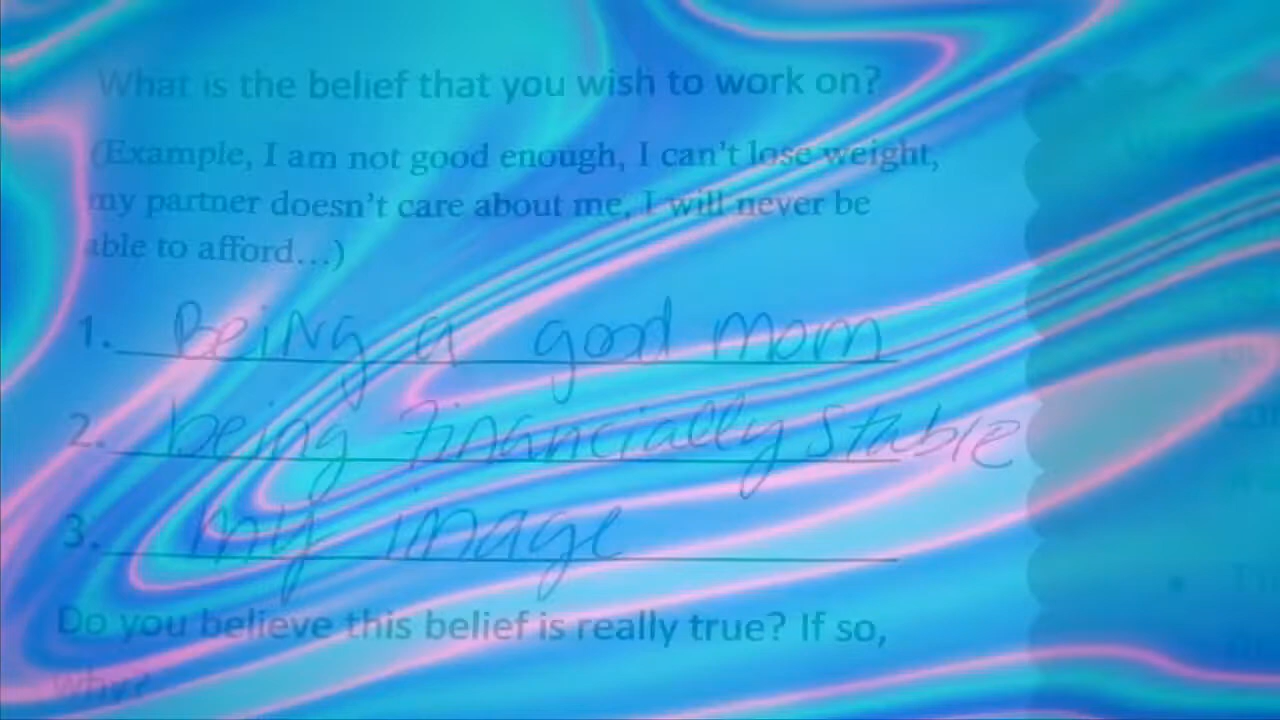 What is the belief that you wish to work on?
(Example, I am not good enough, I can't lose weight,
my partner doesn't care about me, I will never be
able to afford...)
1. Being a good mom
2. being Financially Stable
3. my image
Do you believe this belief is really true? If so,
why?